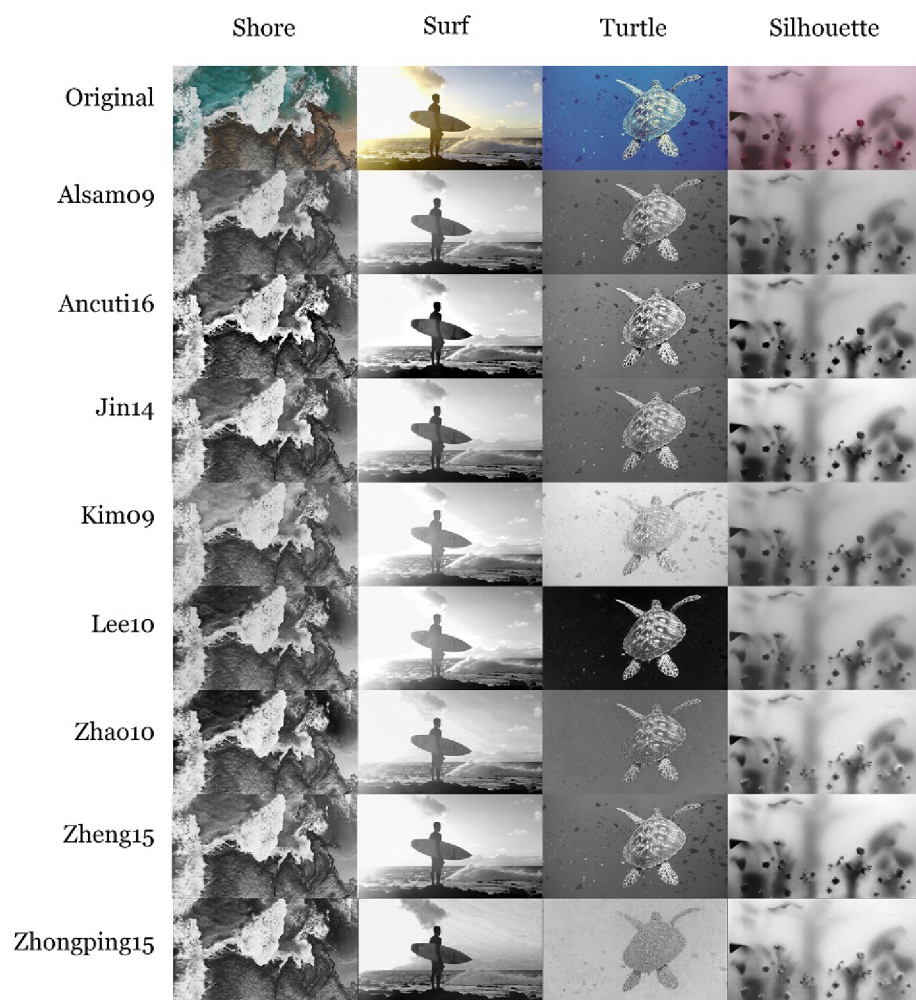 Shore Surf Turtle Silhouette
Original
Alsam09
Ancuti16
Jin14
Kim09
Lee10
Zhao10
Zheng15
Zhongping15